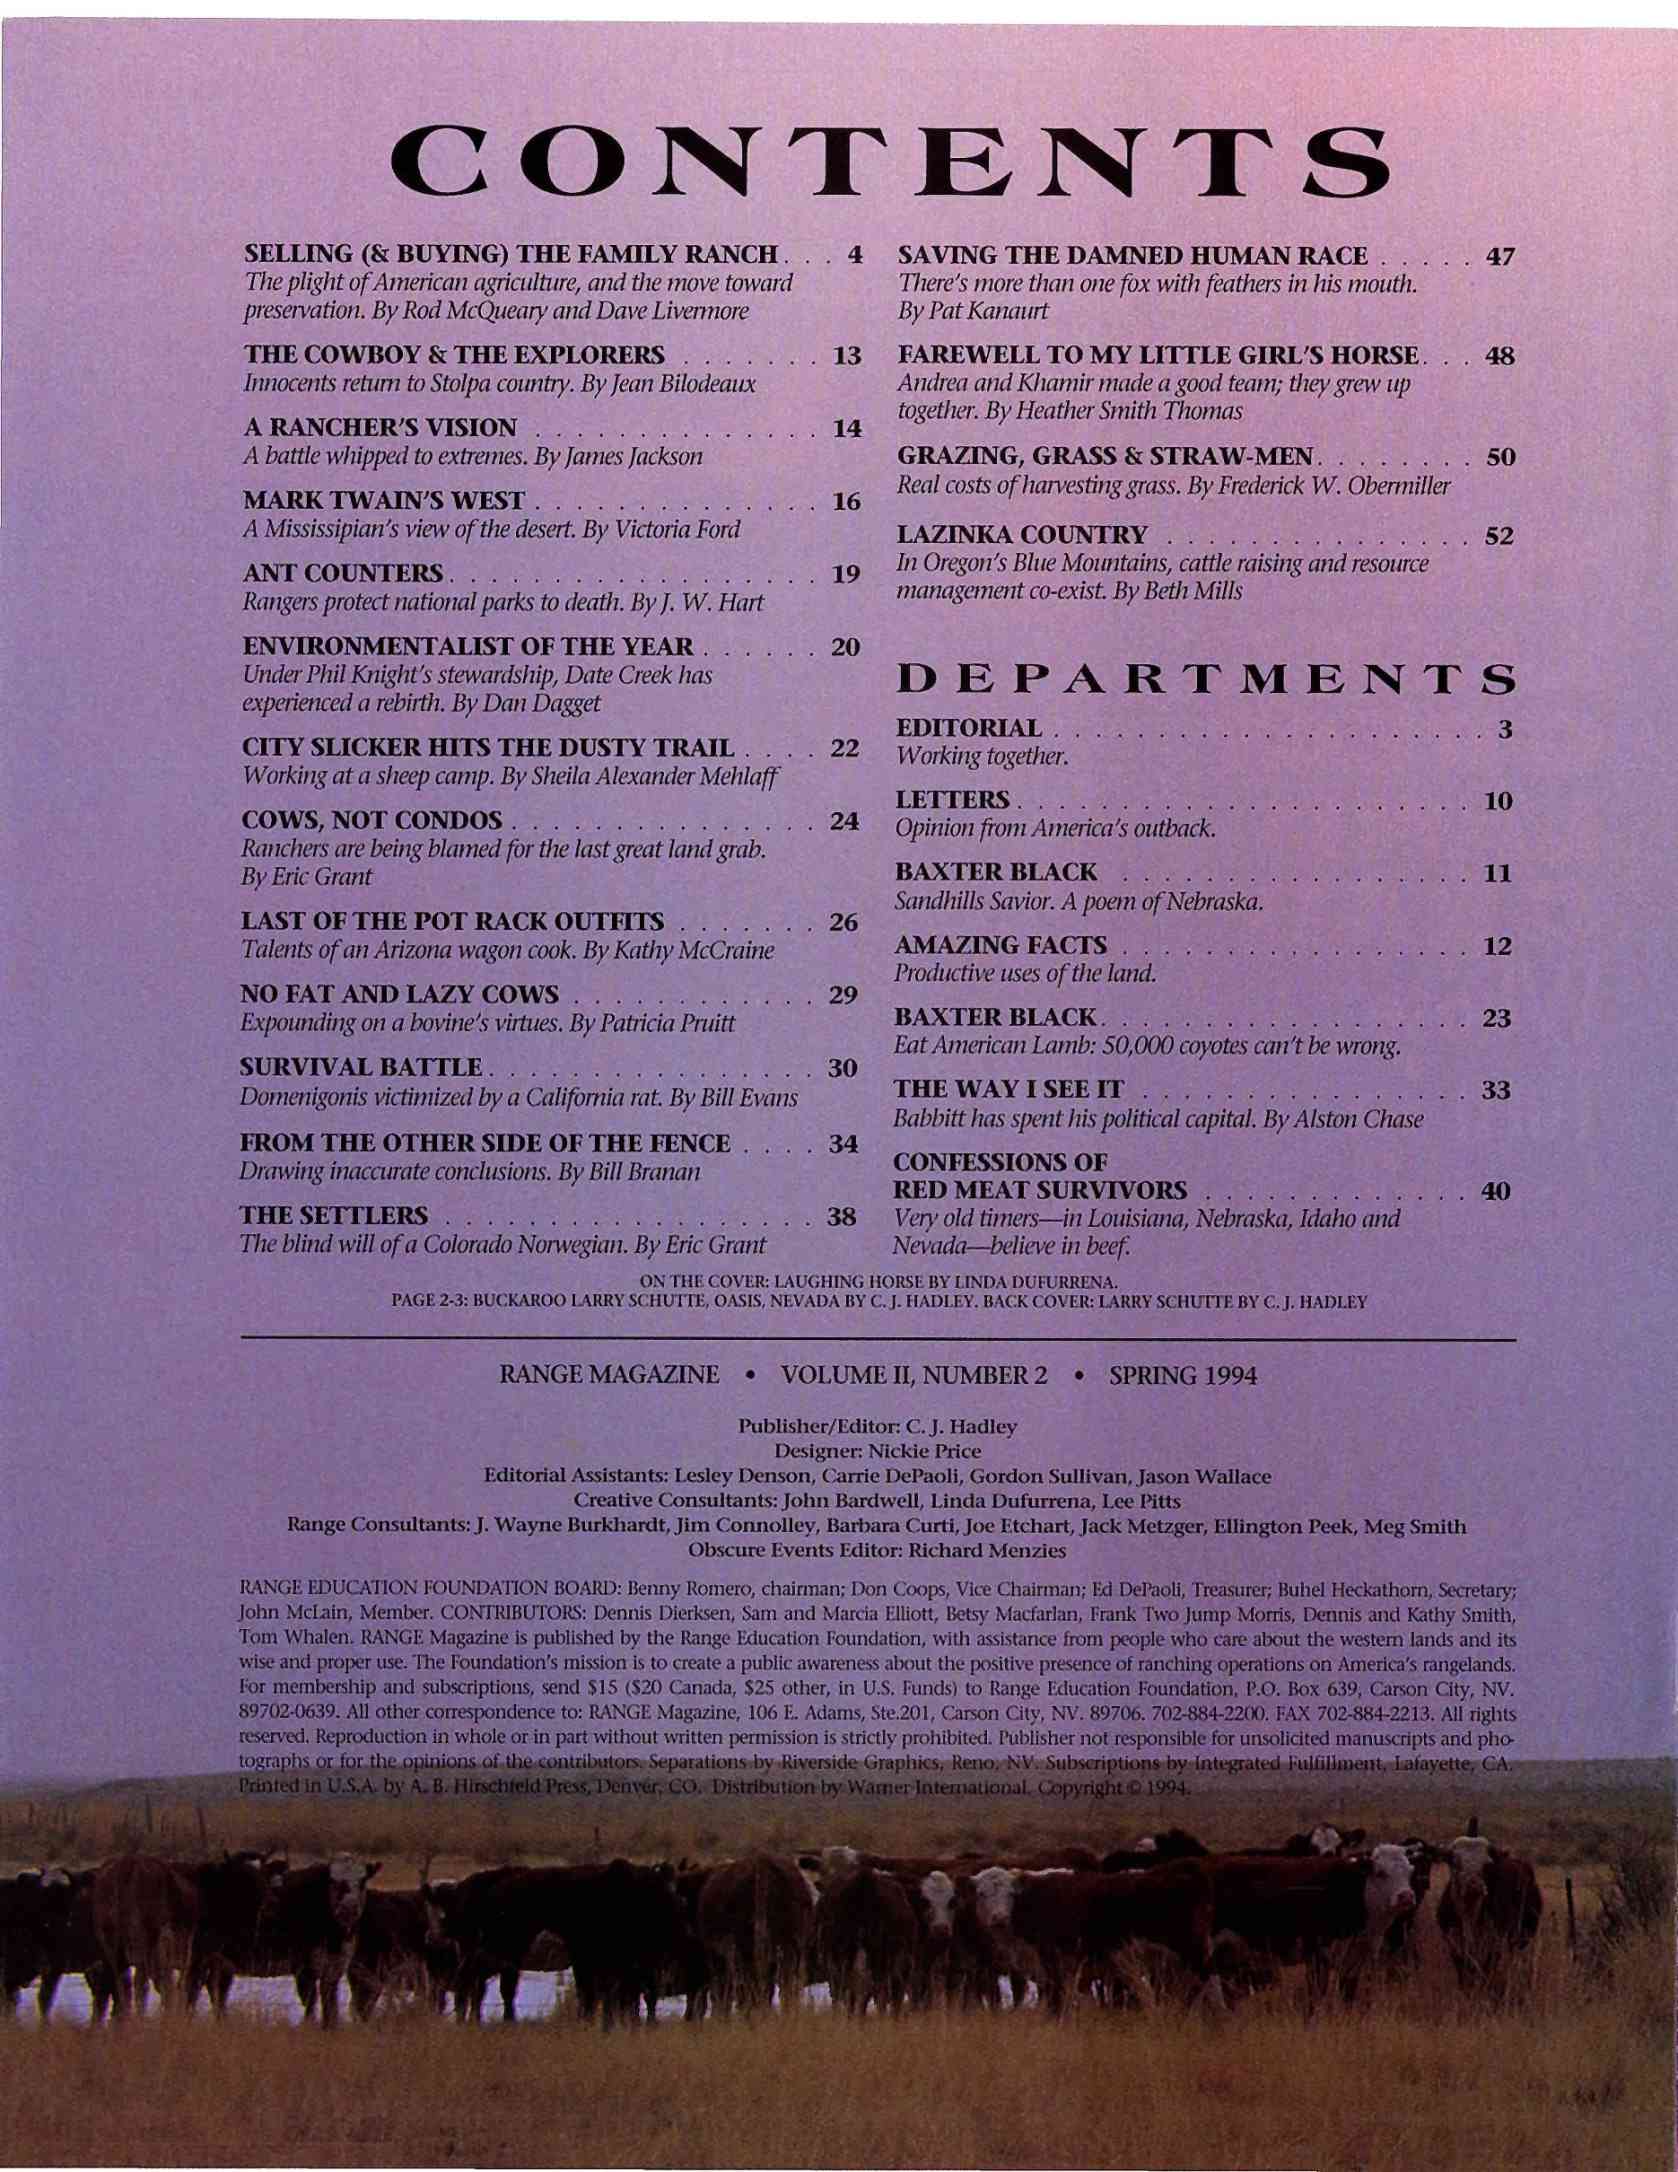 CONTENTS
SELLING (& BUYING) THE FAMILY RANCH. . . 4
The plight of American agriculture, and the move toward
preservation. By Rod McQueary and Dave Livermore
THE COWBOY & THE EXPLORERS . . . . . . . 13
Innocents return to Stolpa country. By Jean Bilodeaux
A RANCHER'S VISION . . . . . . . . . . . . . . 14
A battle whipped to extremes. By James Jackson
MARK TWAIN'S WEST. . . . . . . . . . . . . . 16
A Mississipian's view of the desert. By Victoria Ford
ANT COUNTERS. . . . . . . . . . . . . . . . . . 19
Rangers protect national parks to death. By J. W. Hart
ENVIRONMENTALIST OF THE YEAR. . . . . . 20
Under Phil Knight's stewardship, Date Creek has
experienced a rebirth. By Dan Dagget
CITY SLICKER HITS THE DUSTY TRAIL . . . . 22
Working at a sheep camp. By Sheila Alexander Mehlaff
COWS, NOT CONDOS . . . . . . . . . . . . . . . 24
Ranchers are being blamed for the last great land grab.
By Eric Grant
LAST OF THE POT RACK OUTFITS . . . . . . . 26
Talents of an Arizona wagon cook. By Kathy McCraine
NO FAT AND LAZY COWS . . . . . . . . . . . . 29
Expounding on a bovine's virtues. By Patricia Pruitt
SURVIVAL BATTLE. . . . . . . . . . . . . . . . 30
Domenigonis victimized by a California rat. By Bill Evans
FROM THE OTHER SIDE OF THE FENCE . . . . 34
Drawing inaccurate conclusions. By Bill Branan
THE SETTLERS . . . . . . . . . . . . . . . . . . 38
The blind will of a Colorado Norwegian. By Eric Grant
SAVING THE DAMNED HUMAN RACE . . . . . 47
There's more than one fox with feathers in his mouth.
By Pat Kanaurt
FAREWELL TO MY LITTLE GIRL'S HORSE. . . 48
Andrea and Khamir made a good team; they grew up
together. By Heather Smith Thomas
GRAZING, GRASS & STRAW-MEN. . . . . . . . 50
Real costs of harvesting grass. By Frederick W. Obermiller
LAZINKA COUNTRY . . . . . . . . . . . . . . . 52
In Oregon's Blue Mountains, cattle raising and resource
management co-exist. By Beth Mills
DEPARTMENTS
EDITORIAL . . . . . . . . . . . . . . . . . . . . . 3
Working together.
LETTERS. . . . . . . . . . . . . . . . . . . . . . 10
Opinion from America's outback.
BAXTER BLACK . . . . . . . . . . . . . . . . . 11
Sandhills Savior. A poem of Nebraska.
AMAZING FACTS . . . . . . . . . . . . . . . . . 12
Productive uses of the land.
BAXTER BLACK. . . . . . . . . . . . . . . . . . 23
Eat American Lamb: 50,000 coyotes can't be wrong.
THE WAY I SEE IT . . . . . . . . . . . . . . . . 33
Babbitt has spent his political capital. By Alston Chase
CONFESSIONS OF
RED MEAT SURVIVORS . . . . . . . . . . . . . 40
Very old timers—in Louisiana, Nebraska, Idaho and
Nevada—believe in beef.
ON THE COVER: LAUGHING HORSE BY LINDA DUFURRENA.
PAGE 2-3: BUCKAROO LARRY SCHUTTE, OASIS, NEVADA BY C. J. HADLEY. BACK COVER: LARRY SCHUTTE BY C. J. HADLEY
RANGE MAGAZINE • VOLUME II, NUMBER 2 • SPRING 1994
Publisher/Editor: C. J. Hadley
Designer: Nickie Price
Editorial Assistants: Lesley Denson, Carrie DePaoli, Gordon Sullivan, Jason Wallace
Creative Consultants: John Bardwell, Linda Dufurrena, Lee Pitts
Range Consultants: J. Wayne Burkhardt, Jim Connolley, Barbara Curti, Joe Etchart, Jack Metzger, Ellington Peek, Meg Smith
Obscure Events Editor: Richard Menzies
RANGE EDUCATION FOUNDATION BOARD: Benny Romero, chairman; Don Coops, Vice Chairman; Ed DePaoli, Treasurer; Buhel Heckathorn, Secretary;
John McLain, Member. CONTRIBUTORS: Dennis Dierksen, Sam and Marcia Elliott, Betsy Macfarlan, Frank Two Jump Morris, Dennis and Kathy Smith,
Tom Whalen. RANGE Magazine is published by the Range Education Foundation, with assistance from people who care about the western lands and its
wise and proper use. The Foundation's mission is to create a public awareness about the positive presence of ranching operations on America's rangelands.
For membership and subscriptions, send $15 ($20 Canada, $25 other, in U.S. Funds) to Range Education Foundation, P.O. Box 639, Carson City, NV.
89702-0639. All other correspondence to: RANGE Magazine, 106 E. Adams, Ste.201, Carson City, NV. 89706. 702-884-2200. FAX 702-884-2213. All rights
reserved. Reproduction in whole or in part without written permission is strictly prohibited. Publisher not responsible for unsolicited manuscripts and pho-
tographs or for the opinions of the contributors. Separations by Riverside Graphics, Reno, NV. Subscriptions by Integrated Fulfillment, Lafayette, CA.
Printed in U.S.A. by A. B. Hirschfeld Press, Denver, CO. Distribution by Warner International. Copyright © 1994.